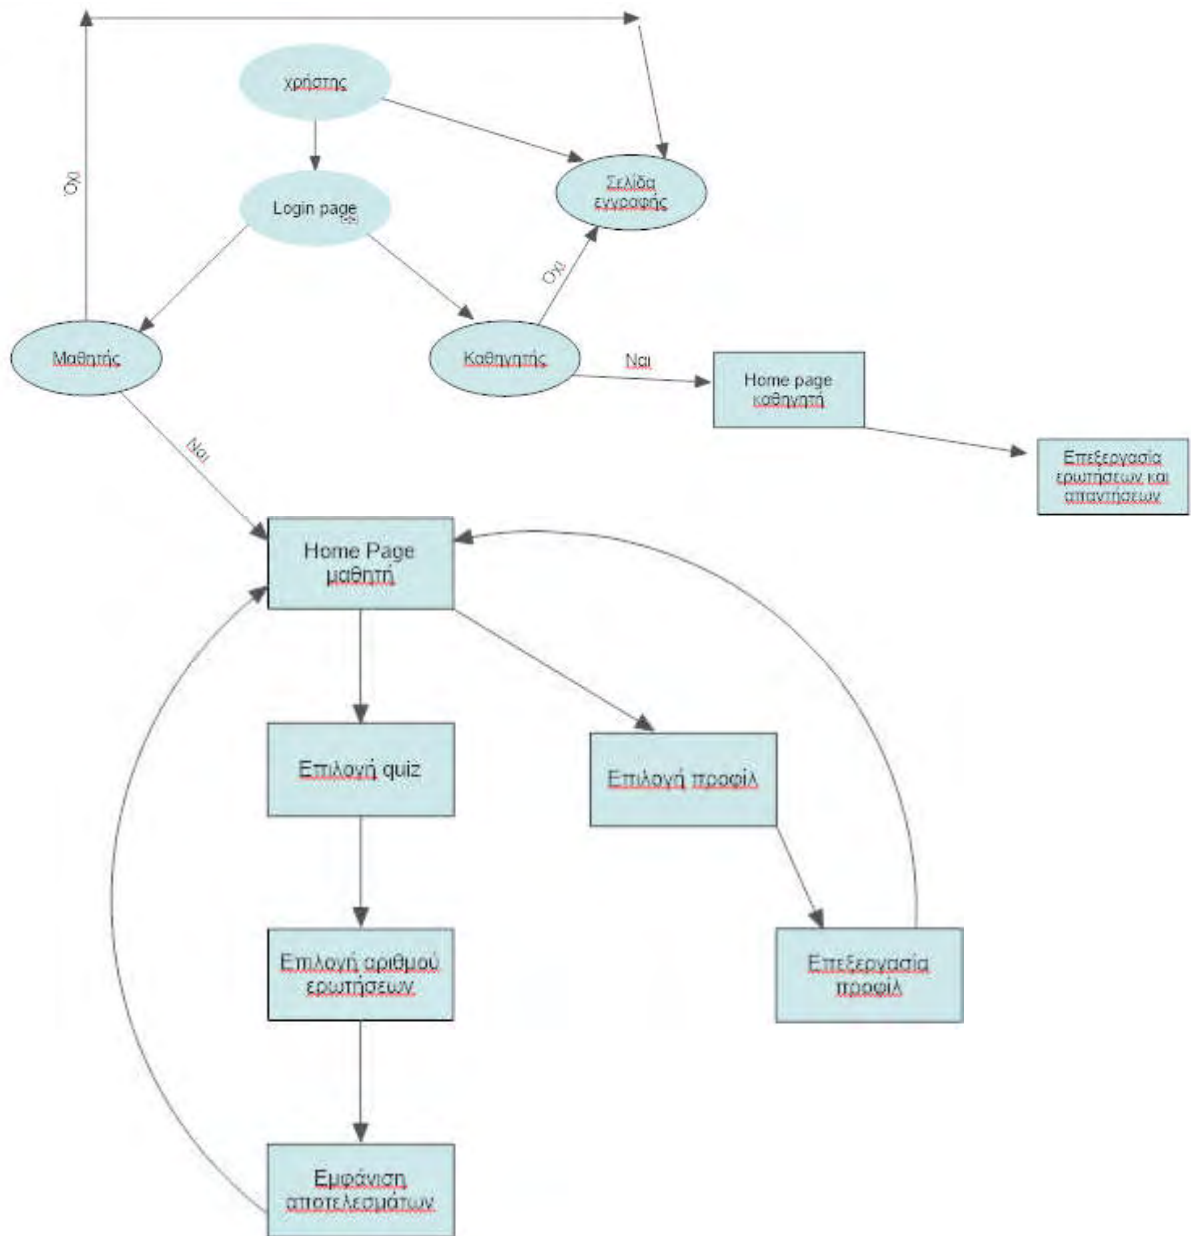 χρήστης
Σελίδα
εγγραφής
Όχι
Login page
Όχι
Μαθητής
Καθηγητής
Ναι
Home page
καθηγητή
Ναι
Επεξεργασία
ερωτήσεων και
απαντήσεων
Home Page
μαθητή
Επιλογή quiz
Επιλογή προφίλ
Επιλογή αριθμού
ερωτήσεων
Επεξεργασία
προφίλ
Εμφάνιση
αποτελεσμάτων